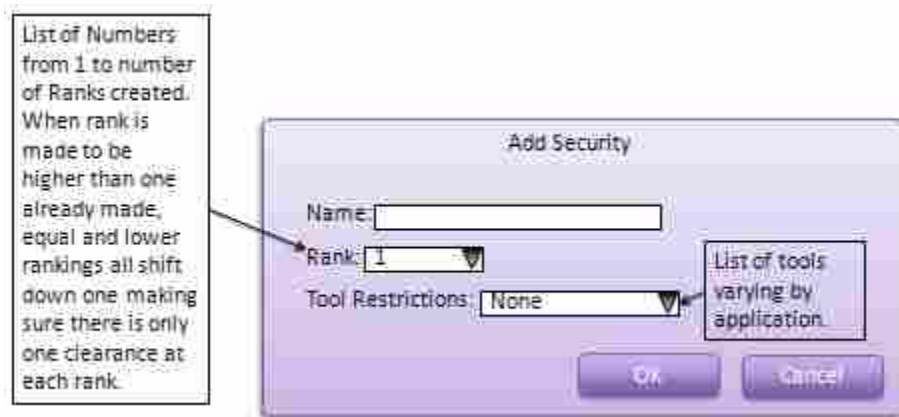 List of Numbers
from 1 to number
of Ranks created.
When rank is
made to be
higher than one
already made,
equal and lower
rankings all shift
down one making
sure there is only
one clearance at
each rank.
Add Security
Name:
Rank: 1
Tool Restrictions: None
List of tools
varying by
application.
Ok Cancel